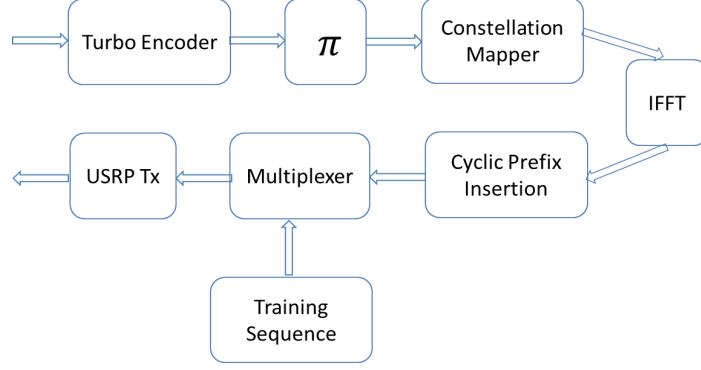 Turbo Encoder
π
Constellation
Mapper
IFFT
USRP Tx
Multiplexer
Cyclic Prefix
Insertion
Training
Sequence